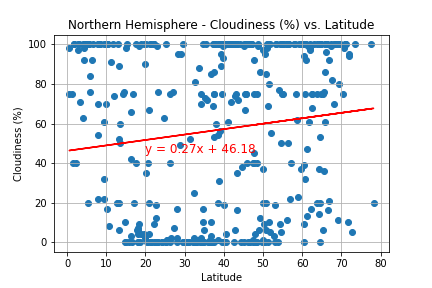 Northern Hemisphere - Cloudiness (%) vs. Latitude
100
80
60
40
20
0
Cloudiness (%)
y = 0.27x + 46.18
0 10 20 30 40 50 60 70 80
Latitude